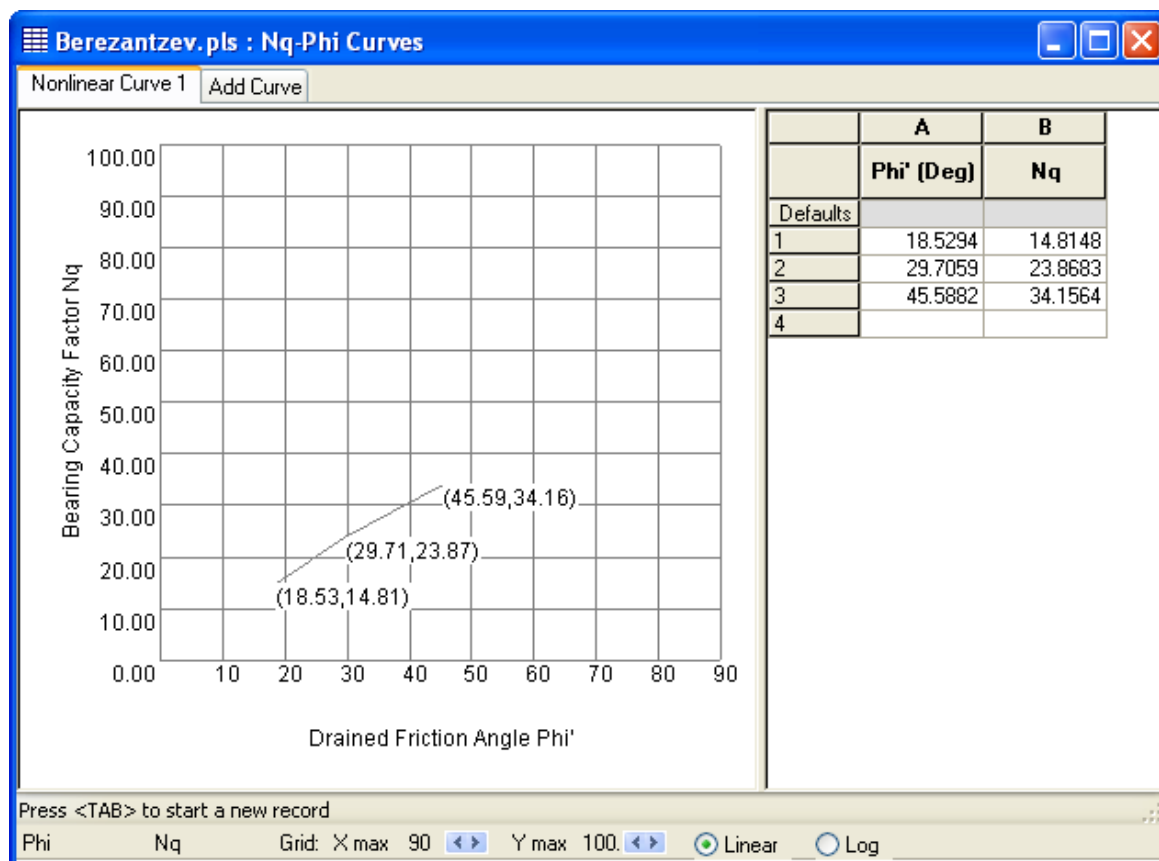 Berezantzev.pls : Nq-Phi Curves
Nonlinear Curve 1 Add Curve
100.00
90.00
80.00
70.00
60.00
50.00
40.00
30.00
20.00
10.00
0.00
Bearing Capacity Factor Nq
(45.59,34.16)
(29.71,23.87)
(18.53,14.81)
10 20 30 40 50 60 70 80 90
Drained Friction Angle Phi'
A B
Phi' (Deg) Nq
Defaults
1 18.5294 14.8148
2 29.7059 23.8683
3 45.5882 34.1564
4
Press <TAB> to start a new record
Phi Nq Grid: X max 90 Y max 100. Linear Log